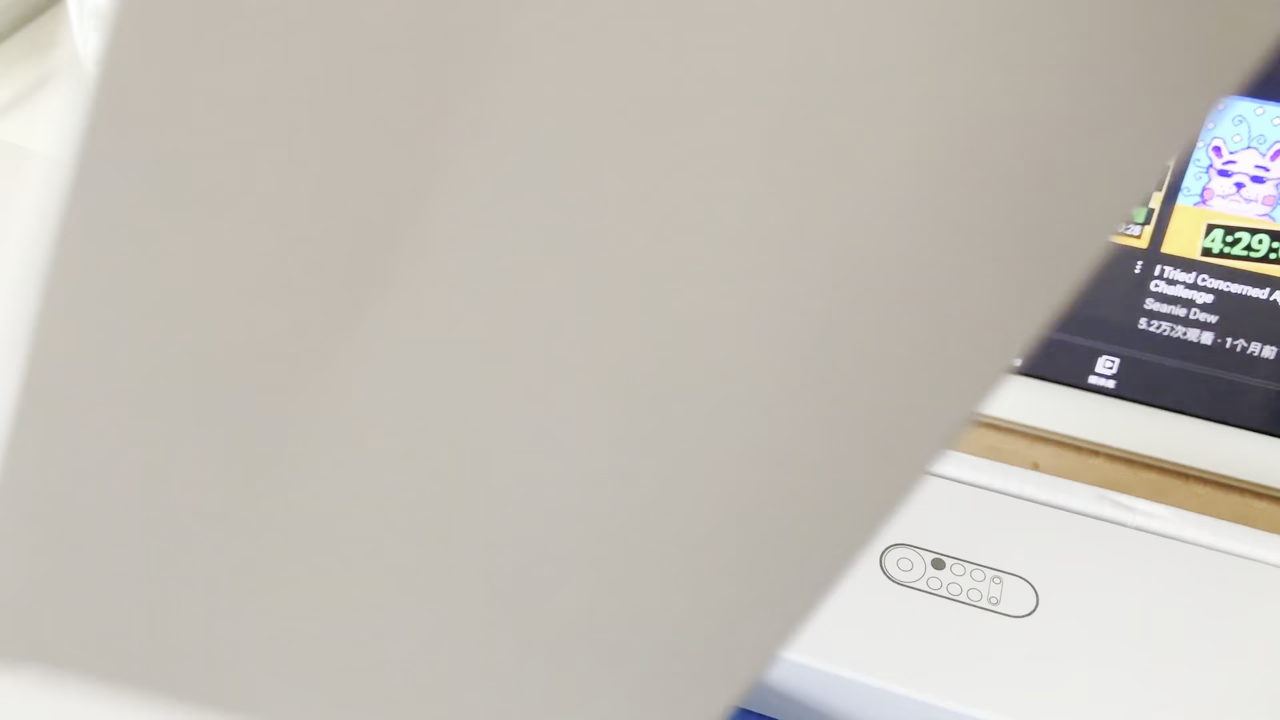 4:29:
I Tried Concerned A
Challenge
Seanie Dew
5.2万次观看 · 1个月前